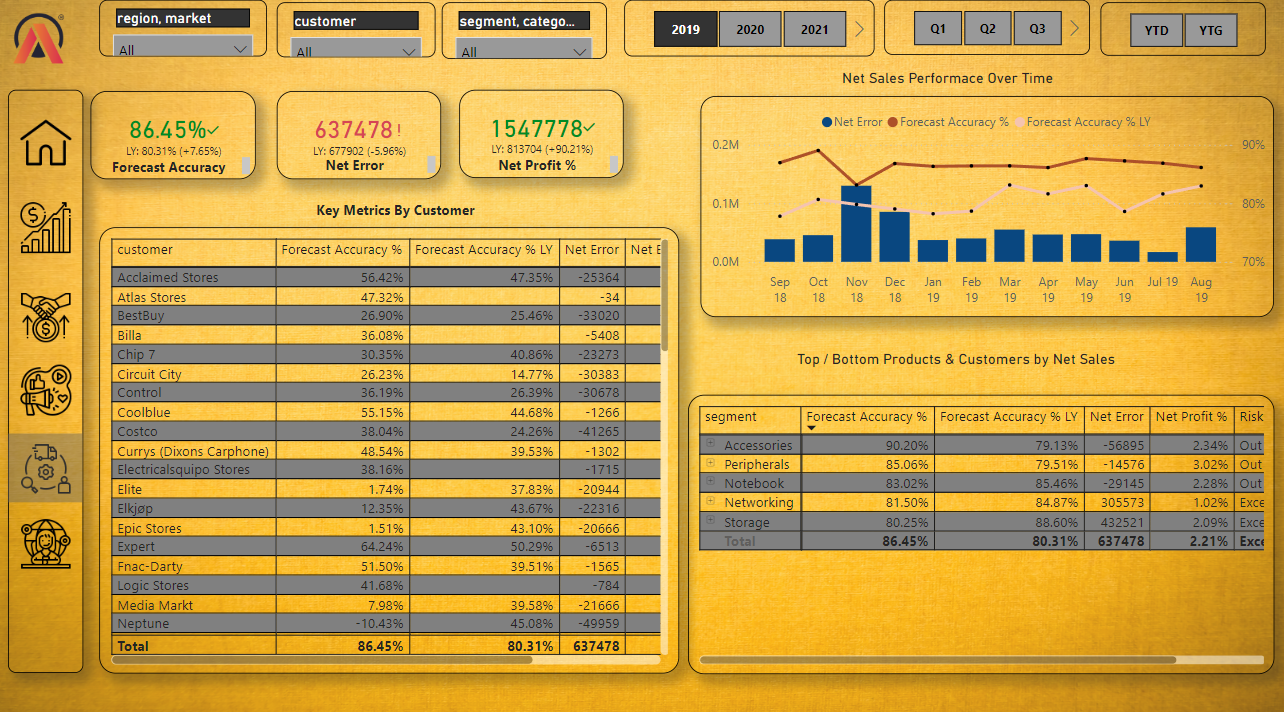 region, market
All
customer
All
segment, catego...
All
2019
2020
2021
Q1
Q2
Q3
YTD
YTG
86.45%
LY: 80.31% (+7.65%)
Forecast Accuracy
637478!
LY: 677902 (-5.96%)
Net Error
1547778
LY: 813704 (+90.21%)
Net Profit %
Net Sales Performace Over Time
Net Error Forecast Accuracy % Forecast Accuracy % LY
0.2M
0.1M
0.0M
90%
80%
70%
Sep 18
Oct 18
Nov 18
Dec 18
Jan 19
Feb 19
Mar 19
Apr 19
May 19
Jun 19
Jul 19
Aug 19
Key Metrics By Customer
customer Forecast Accuracy % Forecast Accuracy % LY Net Error Net E
Acclaimed Stores 56.42% 47.35% -25364
Atlas Stores 47.32% -34
BestBuy 26.90% 25.46% -33020
Billa 36.08% -5408
Chip 7 30.35% 40.86% -23273
Circuit City 26.23% 14.77% -30383
Control 36.19% 26.39% -30678
Coolblue 55.15% 44.68% -1266
Costco 38.04% 24.26% -41265
Currys (Dixons Carphone) 48.54% 39.53% -1302
Electricalsquipo Stores 38.16% -1715
Elite 1.74% 37.83% -20944
Elkjøp 12.35% 43.67% -22316
Epic Stores 1.51% 43.10% -20666
Expert 64.24% 50.29% -6513
Fnac-Darty 51.50% 39.51% -1565
Logic Stores 41.68% -784
Media Markt 7.98% 39.58% -21666
Neptune -10.43% 45.08% -49959
Total 86.45% 80.31% 637478
Top / Bottom Products & Customers by Net Sales
segment Forecast Accuracy % Forecast Accuracy % LY Net Error Net Profit % Risk
Accessories 90.20% 79.13% -56895 2.34% Out
Peripherals 85.06% 79.51% -14576 3.02% Out
Notebook 83.02% 85.46% -29145 2.28% Out
Networking 81.50% 84.87% 305573 1.02% Exce
Storage 80.25% 88.60% 432521 2.09% Exce
Total 86.45% 80.31% 637478 2.21% Exce